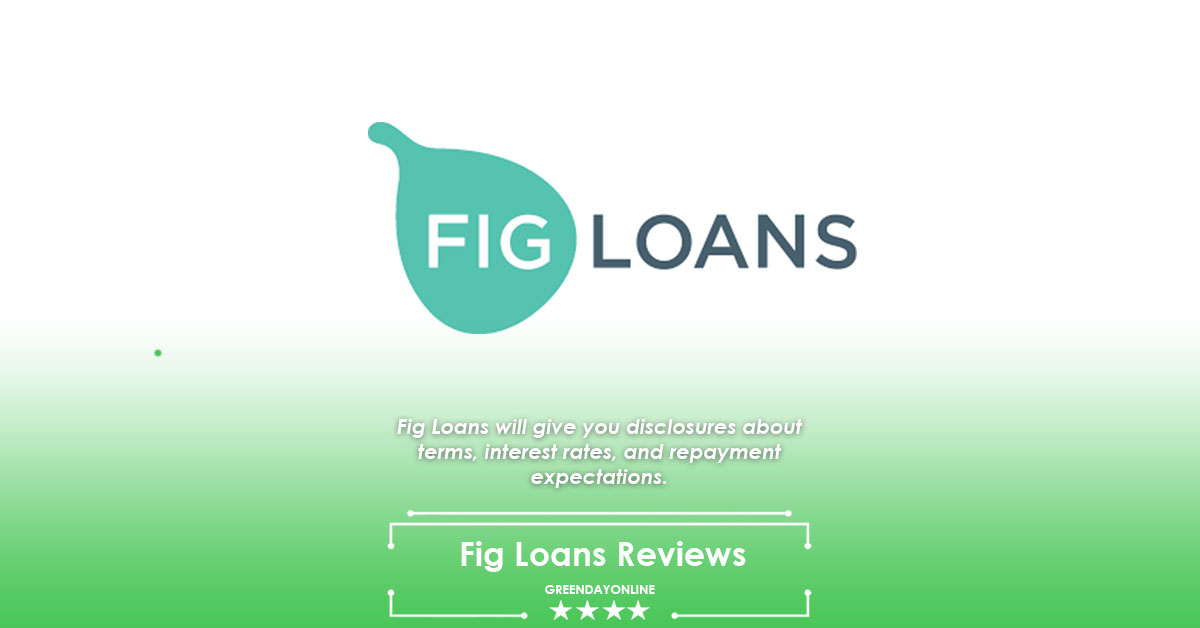 FIG LOANS
Fig Loans will give you disclosures about
terms, interest rates, and repayment
expectations.
Fig Loans Reviews
GREENDAYONLINE